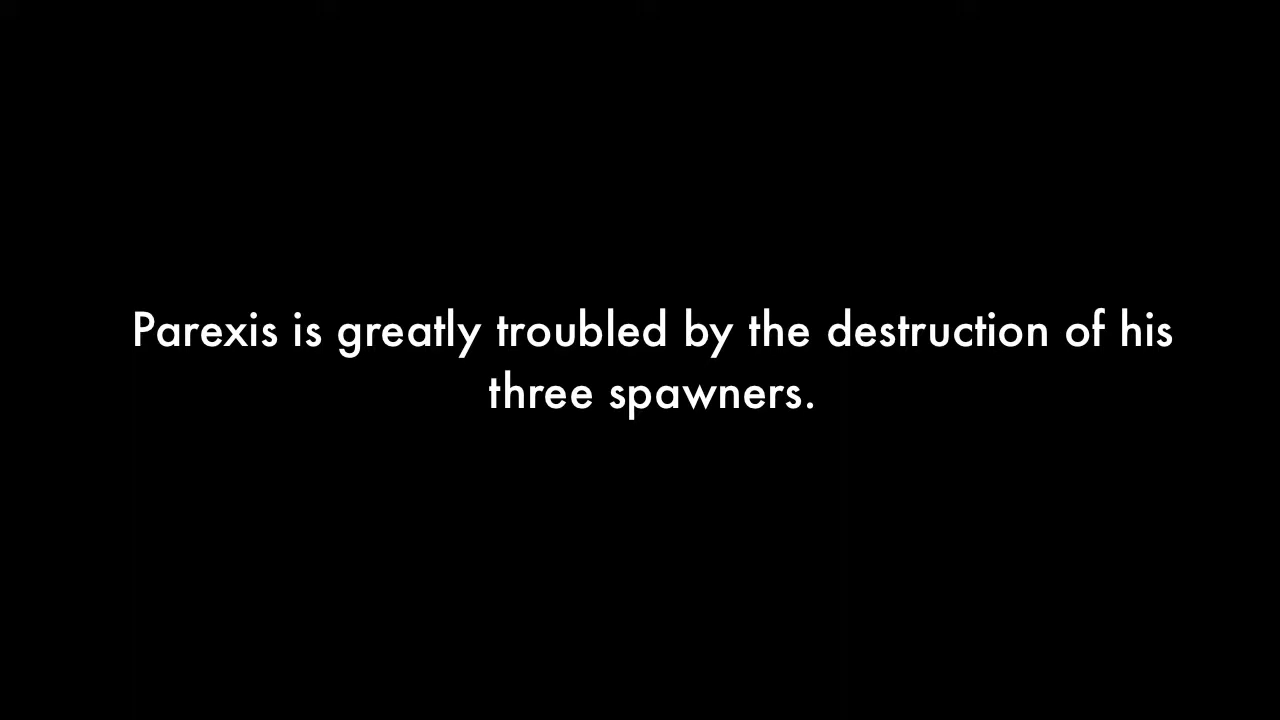 Parexis is greatly troubled by the destruction of his
three spawners.